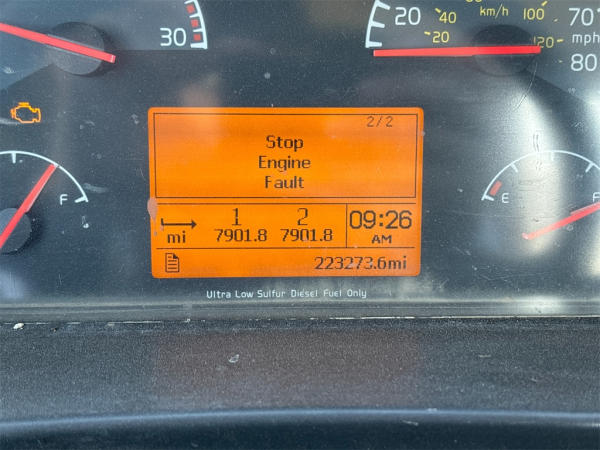 30
20 40 km/h 100 70
20 120 mph
80
2/2
Stop
Engine
Fault
F
E
F
1 2 09:26
mi 7901.8 7901.8 AM
223273.6mi
Ultra Low Sulfur Diesel Fuel Only